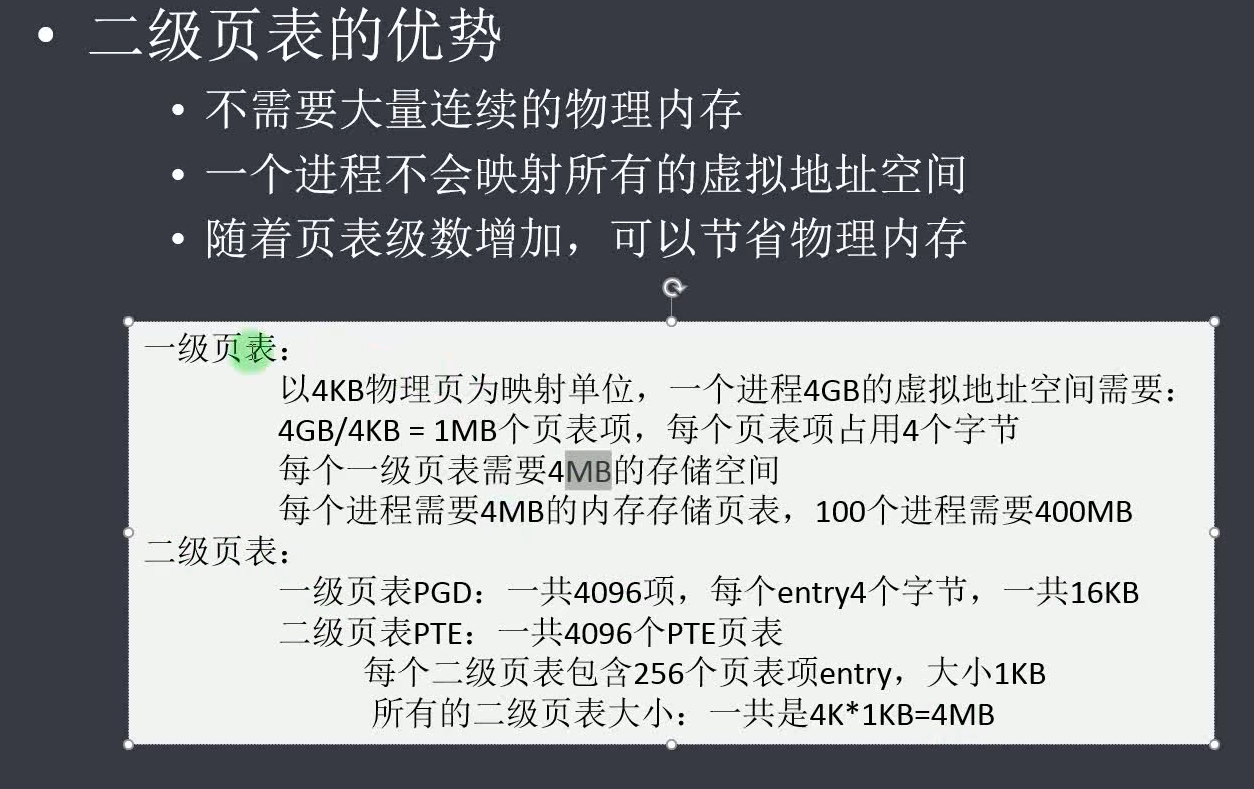 • 二级页表的优势
• 不需要大量连续的物理内存
• 一个进程不会映射所有的虚拟地址空间
• 随着页表级数增加，可以节省物理内存
一级页表：
以4KB物理页为映射单位，一个进程4GB的虚拟地址空间需要：
4GB/4KB = 1MB个页表项，每个页表项占用4个字节
每个一级页表需要4MB的存储空间
每个进程需要4MB的内存存储页表，100个进程需要400MB
二级页表：
一级页表PGD：一共4096项，每个entry4个字节，一共16KB
二级页表PTE：一共4096个PTE页表
每个二级页表包含256个页表项entry，大小1KB
所有的二级页表大小：一共是4K*1KB=4MB